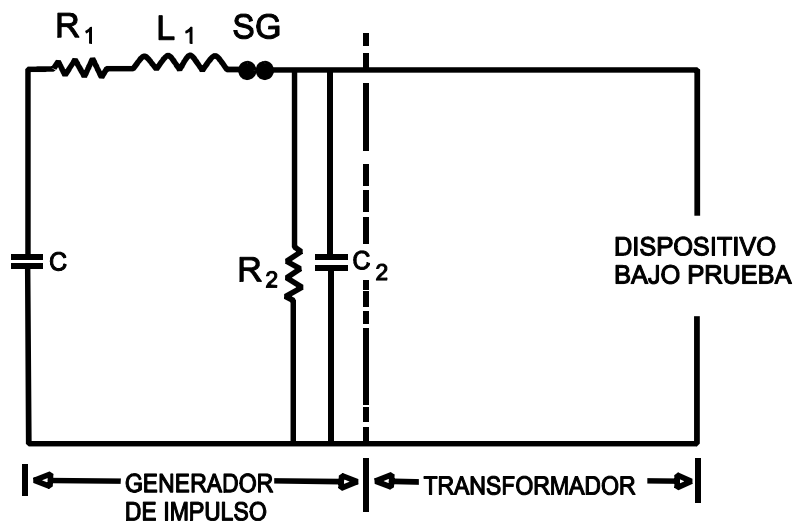 R1 L1 SG
C
R2
C2
DISPOSITIVO
BAJO PRUEBA
GENERADOR
DE IMPULSO
TRANSFORMADOR